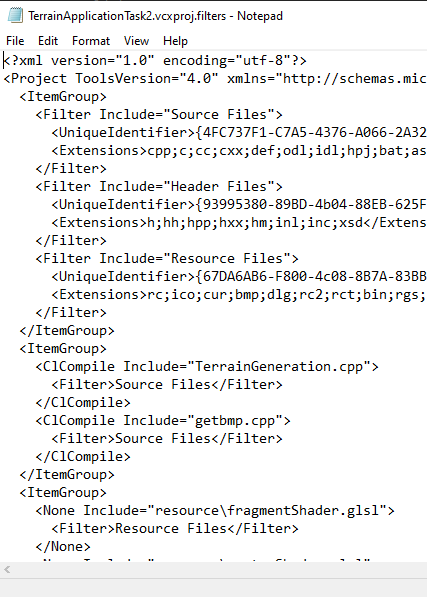 TerrainApplicationTask2.vcxproj.filters - Notepad
File Edit Format View Help
<?xml version="1.0" encoding="utf-8"?>
<Project ToolsVersion="4.0" xmlns="http://schemas.mic
<ItemGroup>
<Filter Include="Source Files">
<UniqueIdentifier>{4FC737F1-C7A5-4376-A066-2A32
<Extensions>cpp;c;cc;cxx;def;odl;idl;hpj;bat;as
</Filter>
<Filter Include="Header Files">
<UniqueIdentifier>{93995380-89BD-4b04-88EB-625F
<Extensions>h;hh;hpp;hxx;hm;inl;inc;xsd</Extens
</Filter>
<Filter Include="Resource Files">
<UniqueIdentifier>{67DA6AB6-F800-4c08-8B7A-83BB
<Extensions>rc;ico;cur;bmp;dlg;rc2;rct;bin;rgs;
</Filter>
</ItemGroup>
<ItemGroup>
<ClCompile Include="TerrainGeneration.cpp">
<Filter>Source Files</Filter>
</ClCompile>
<ClCompile Include="getbmp.cpp">
<Filter>Source Files</Filter>
</ClCompile>
</ItemGroup>
<ItemGroup>
<None Include="resource\fragmentShader.glsl">
<Filter>Resource Files</Filter>
</None>